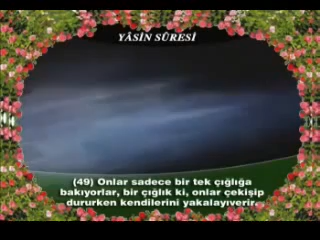 YÂSİN SÛRESİ
(49) Onlar sadece bir tek çığlığa
bakıyorlar, bir çığlık ki, onlar çekişip
dururken kendilerini yakalayıverir.